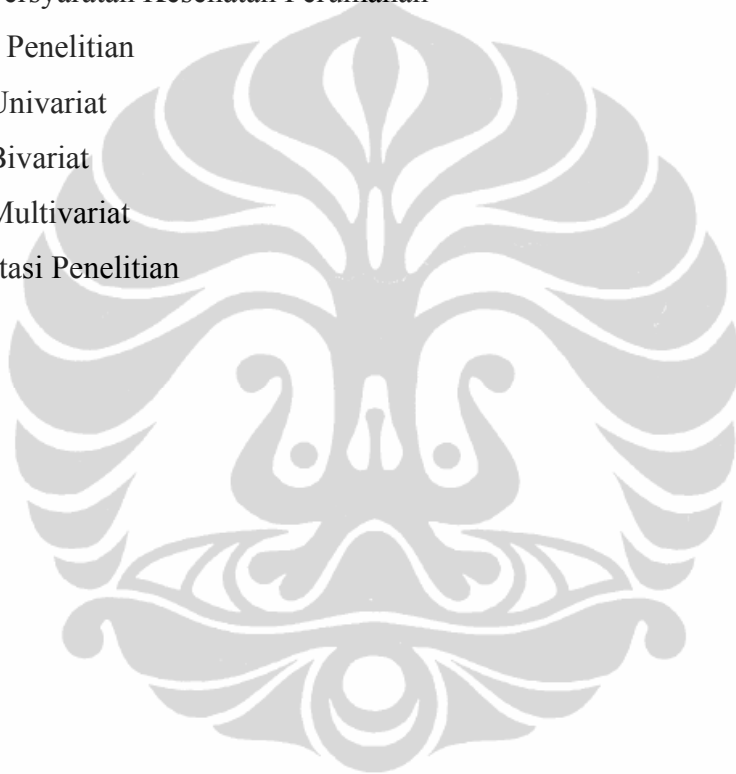 ersyaratan Kesehatan Perumahan
Penelitian
Univariat
Bivariat
Multivariat
tasi Penelitian